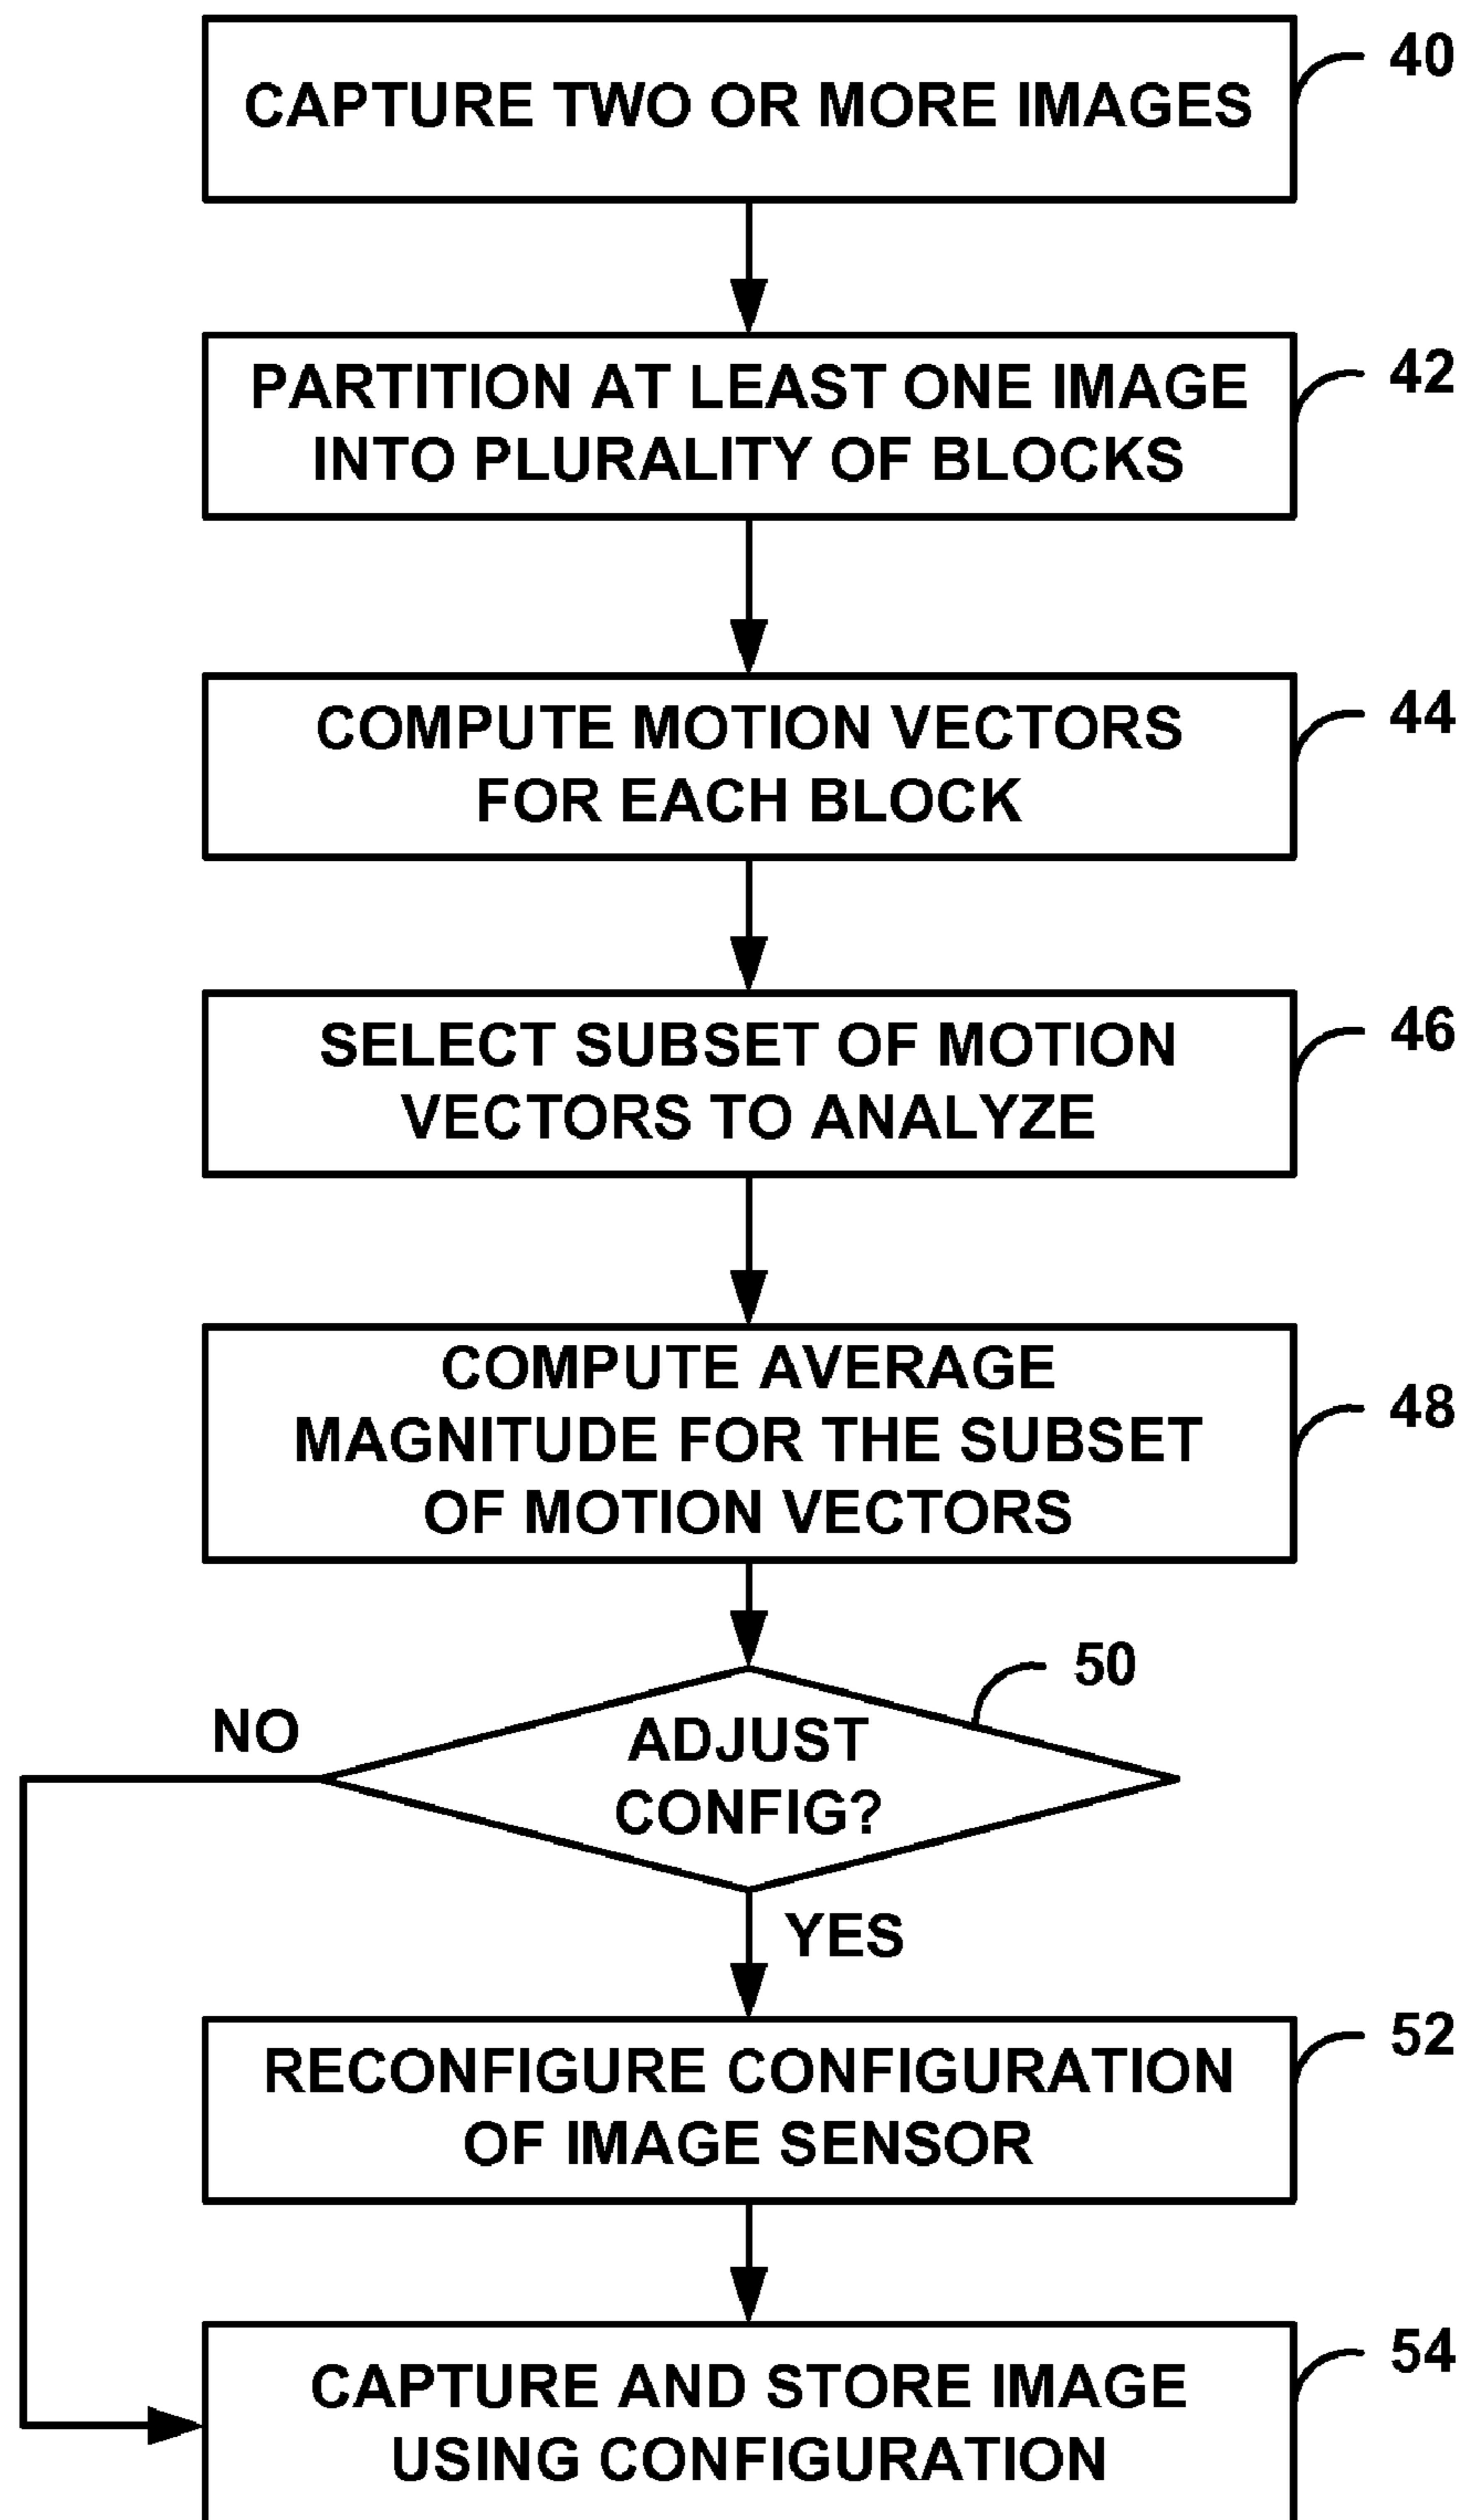 CAPTURE TWO OR MORE IMAGES
40
PARTITION AT LEAST ONE IMAGE
INTO PLURALITY OF BLOCKS
42
COMPUTE MOTION VECTORS
FOR EACH BLOCK
44
SELECT SUBSET OF MOTION
VECTORS TO ANALYZE
46
COMPUTE AVERAGE
MAGNITUDE FOR THE SUBSET
OF MOTION VECTORS
48
50
NO
ADJUST
CONFIG?
YES
RECONFIGURE CONFIGURATION
OF IMAGE SENSOR
52
CAPTURE AND STORE IMAGE
USING CONFIGURATION
54